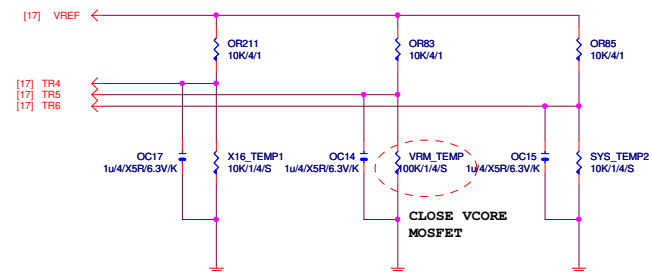 [17] VREF
OR211
10K/4/1
OR83
10K/4/1
OR85
10K/4/1
[17] TR4
[17] TR5
[17] TR6
OC17
1u/4/X5R/6.3V/K
X16_TEMP1
10K/1/4/S
OC14
1u/4/X5R/6.3V/K
VRM_TEMP
100K/1/4/S
OC15
1u/4/X5R/6.3V/K
SYS_TEMP2
10K/1/4/S
CLOSE VCORE
MOSFET